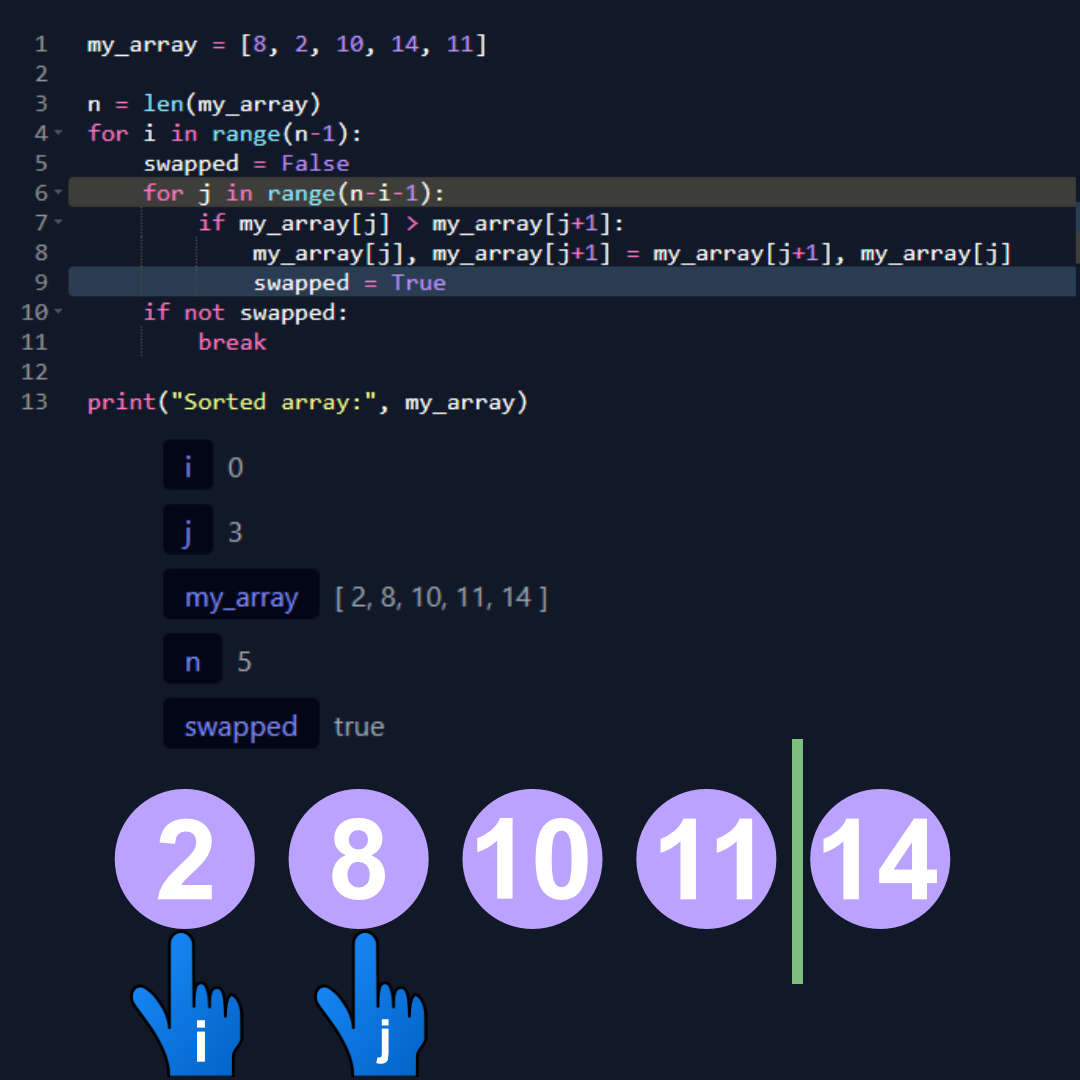 1 my_array = [8, 2, 10, 14, 11]
2
3 n = len(my_array)
4 for i in range(n-1):
5     swapped = False
6     for j in range(n-i-1):
7         if my_array[j] > my_array[j+1]:
8             my_array[j], my_array[j+1] = my_array[j+1], my_array[j]
9             swapped = True
10     if not swapped:
11         break
12
13 print("Sorted array:", my_array)
i 0
j 3
my_array [ 2, 8, 10, 11, 14 ]
n 5
swapped true
2 8 10 11 14
i j